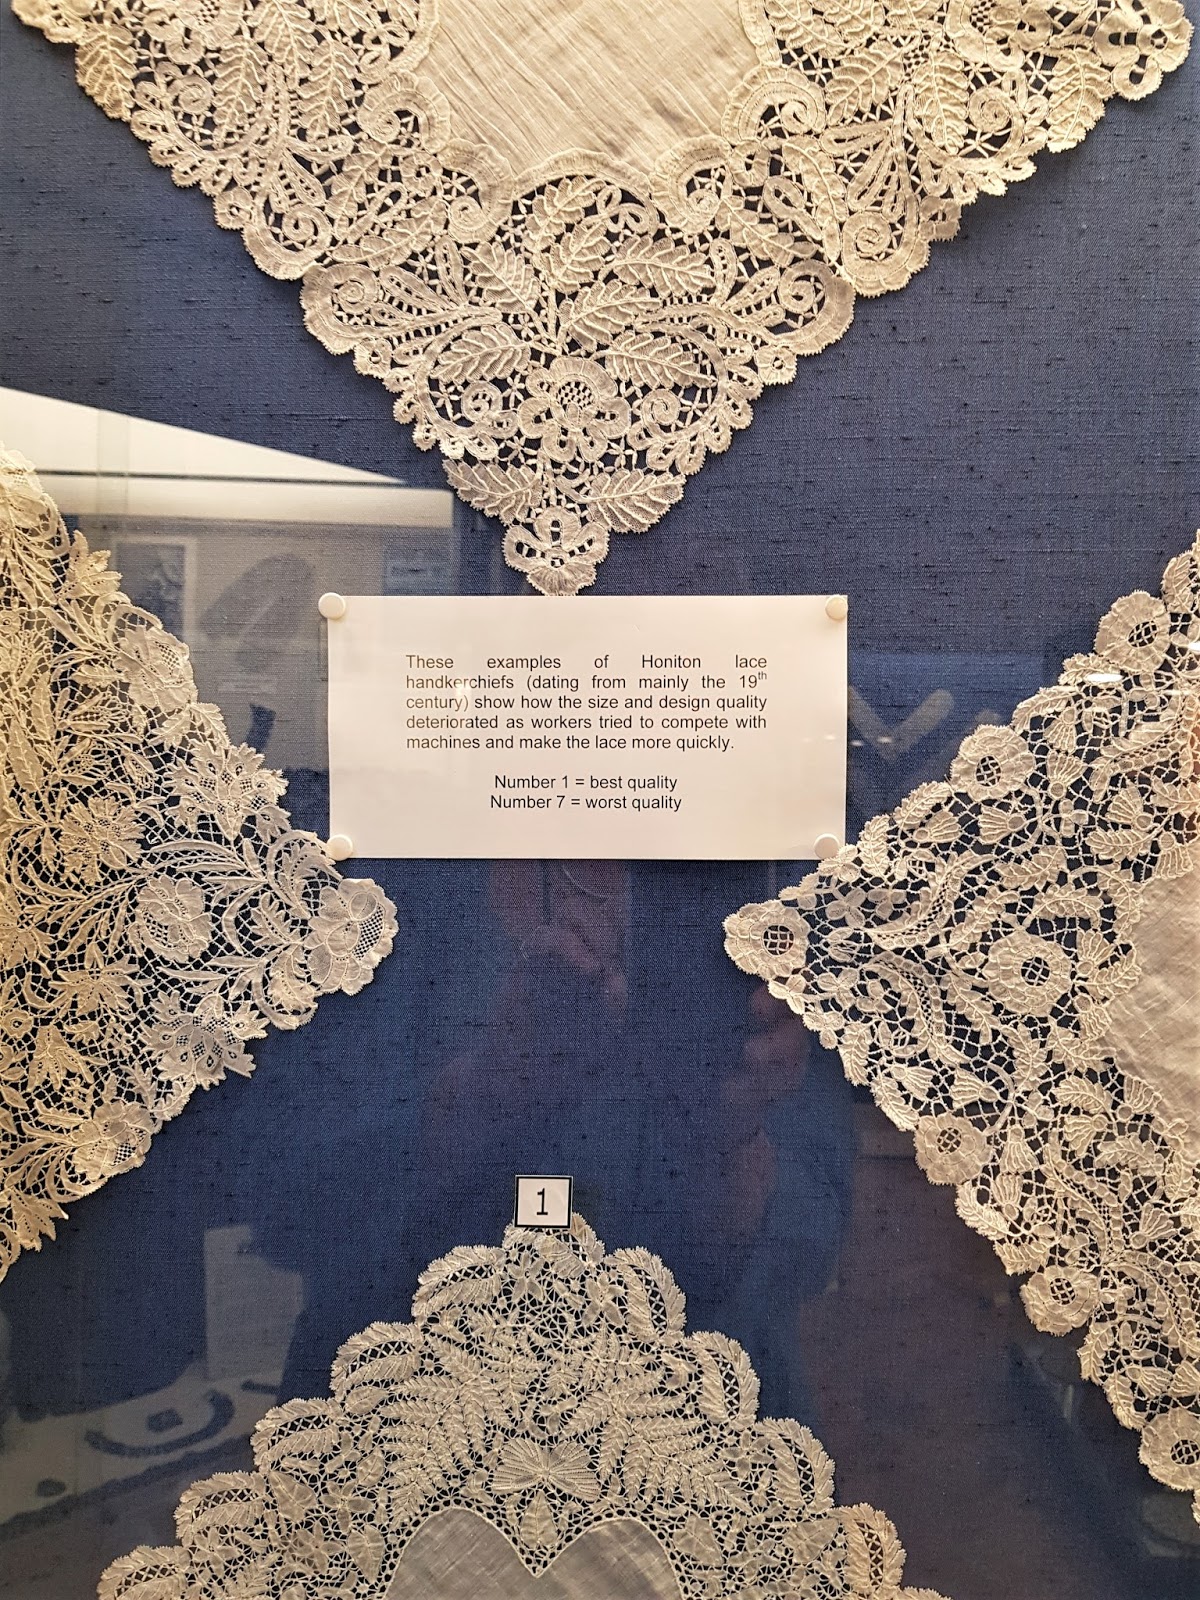 These examples of Honiton lace
handkerchiefs (dating from mainly the 19th
century) show how the size and design quality
deteriorated as workers tried to compete with
machines and make the lace more quickly.
Number 1 = best quality
Number 7 = worst quality
1